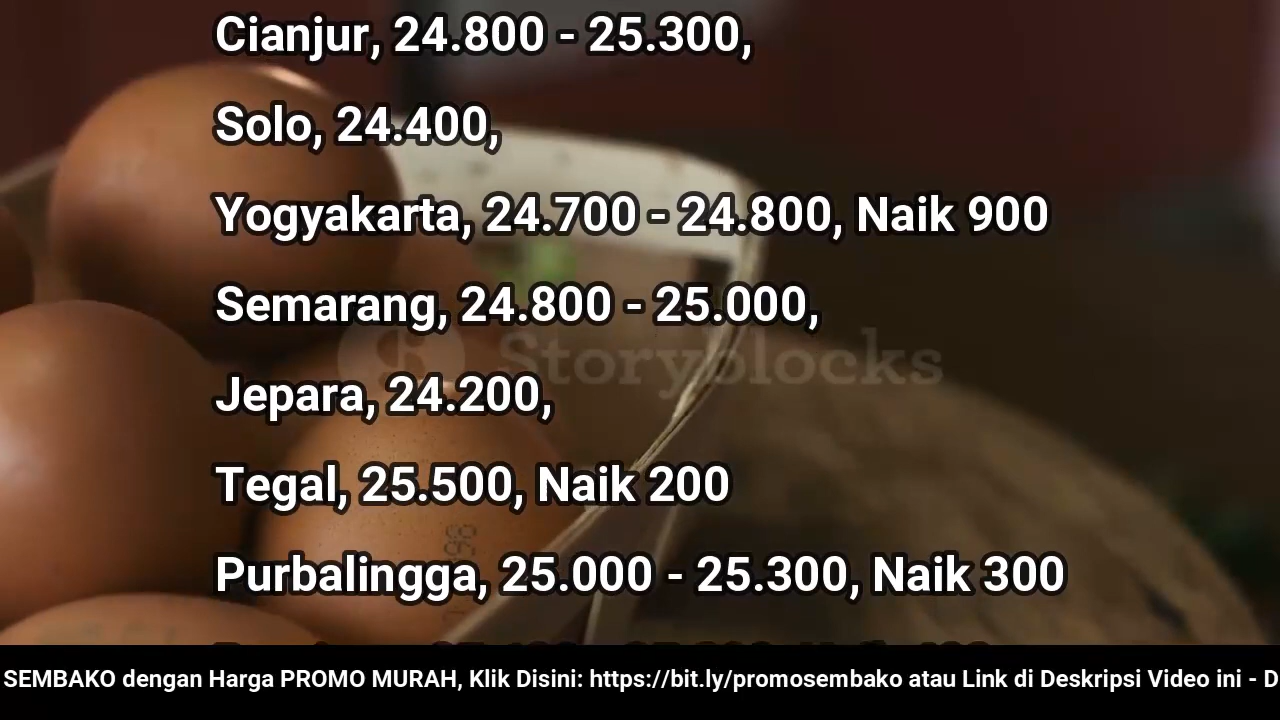 Cianjur, 24.800 - 25.300,
Solo, 24.400,
Yogyakarta, 24.700 - 24.800, Naik 900
Semarang, 24.800 - 25.000,
Storyblocks
Jepara, 24.200,
Tegal, 25.500, Naik 200
Purbalingga, 25.000 - 25.300, Naik 300
SEMBAKO dengan Harga PROMO MURAH, Klik Disini: https://bit.ly/promosembako atau Link di Deskripsi Video ini - D